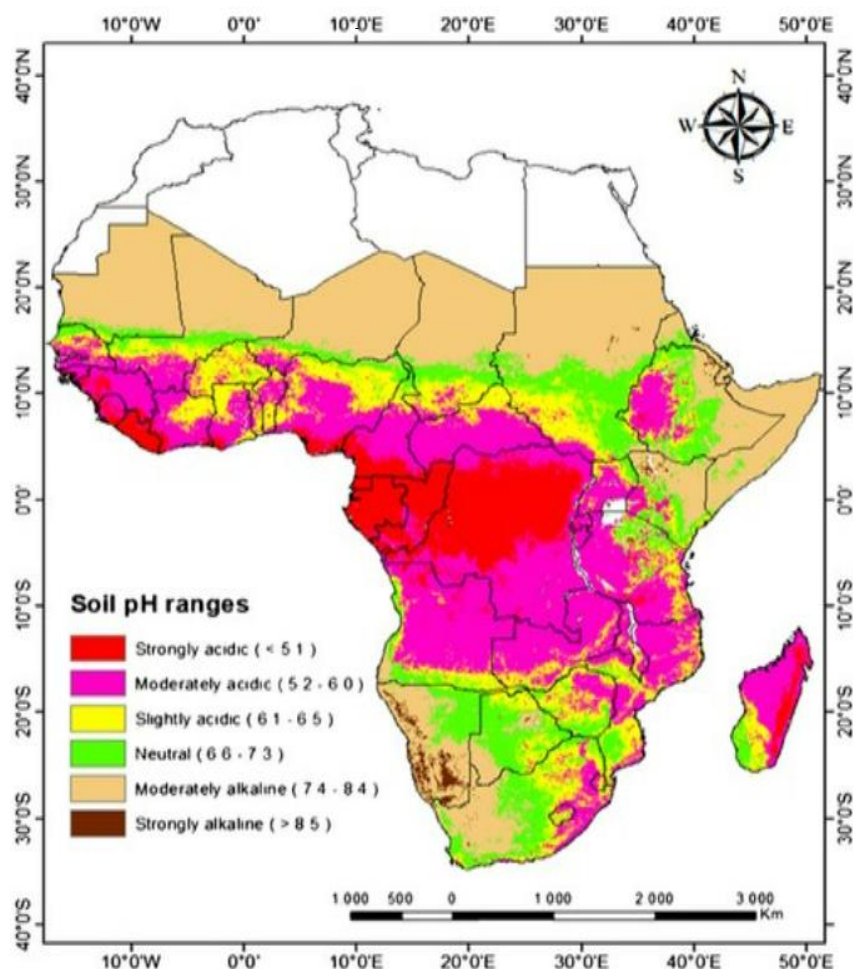 10°0'W 0°0' 10°0'E 20°0'E 30°0'E 40°0'E 50°0'E
40°0'N 40°0'N
N
W E
S
30°0'N 30°0'N
20°0'N 20°0'N
10°0'N 10°0'N
0°0' 0°0'
Soil pH ranges
10°0'S 10°0'S
Strongly acidic ( < 5 1 )
Moderately acidic ( 5 2 - 6 0 )
Slightly acidic ( 6 1 - 6 5 )
20°0'S 20°0'S
Neutral ( 6 6 - 7 3 )
Moderately alkaline ( 7 4 - 8 4 )
Strongly alkaline ( > 8 5 )
30°0'S 30°0'S
1 000 500 0 1 000 2 000 3 000
Km
40°0'S 40°0'S
10°0'W 0°0' 10°0'E 20°0'E 30°0'E 40°0'E 50°0'E